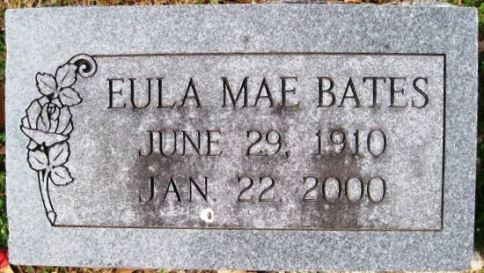 EULA MAE BATES
JUNE 29, 1910
JAN. 22, 2000